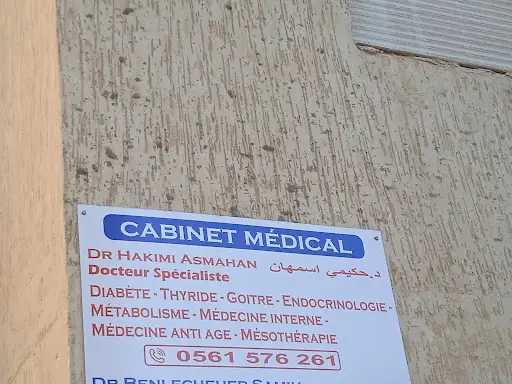 CABINET MÉDICAL
DR HAKIMI ASMAHAN د.حكيمي اسمهان
Docteur Spécialiste
DIABÈTE - THYRIDE - GOITRE - ENDOCRINOLOGIE -
MÉTABOLISME - MÉDECINE INTERNE -
MÉDECINE ANTI AGE - MÉSOTHÉRAPIE
0561 576 261
DR